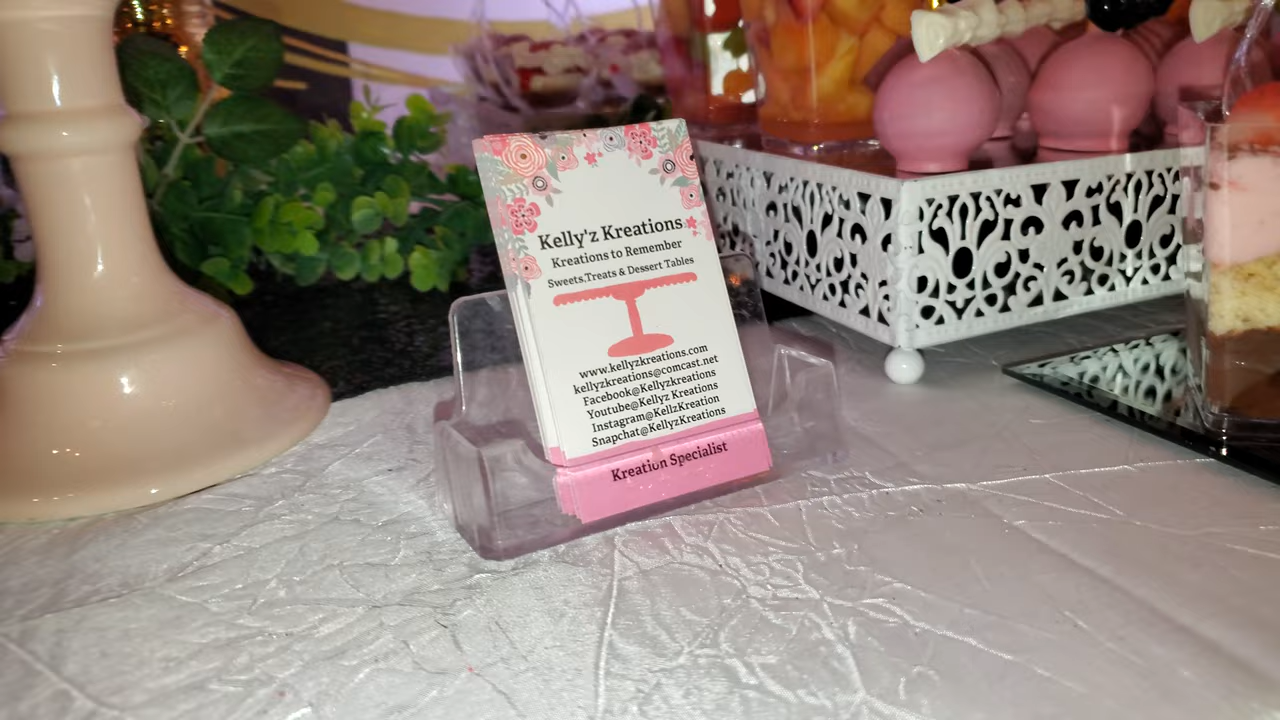 Kelly'z Kreations
Kreations to Remember
Sweets.Treats & Dessert Tables
www.kellyzkreations.com
kellyzkreations@comcast.net
Facebook@Kellyzkreations
Youtube@Kellyz Kreations
Instagram@KellzKreation
Snapchat@KellyzKreations
Kreation Specialist